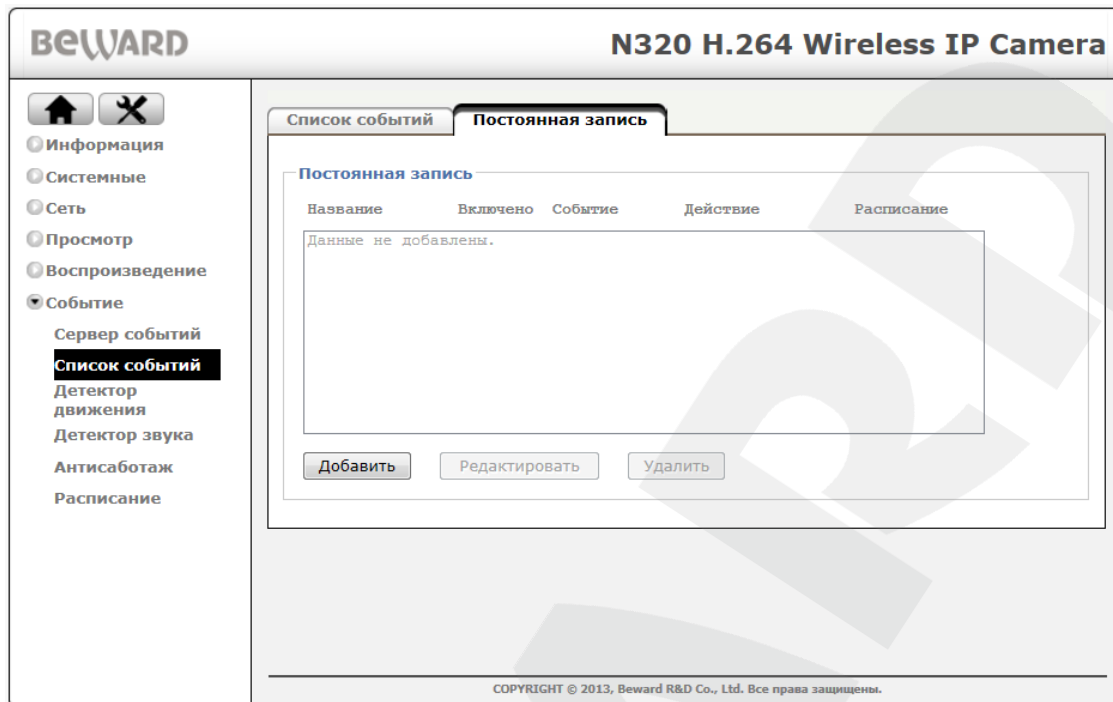 BEWARD
N320 H.264 Wireless IP Camera
Информация
Системные
Сеть
Просмотр
Воспроизведение
Событие
Сервер событий
Список событий
Детектор
движения
Детектор звука
Антисаботаж
Расписание
Список событий Постоянная запись
Постоянная запись
Название Включено Событие Действие Расписание
Данные не добавлены.
Добавить Редактировать Удалить
COPYRIGHT © 2013, Beward R&D Co., Ltd. Все права защищены.